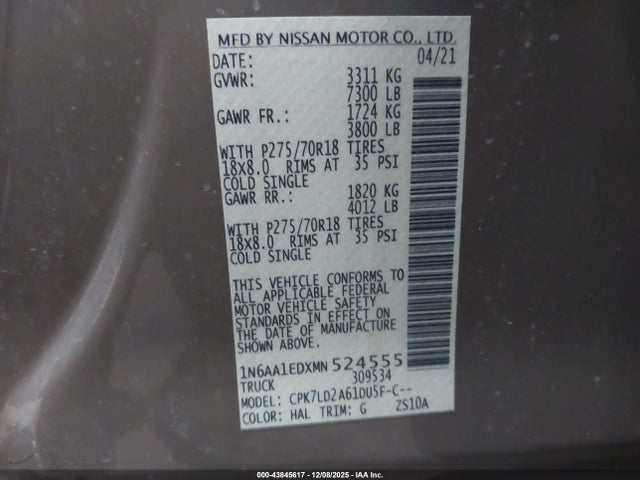 MFD BY NISSAN MOTOR CO., LTD.
DATE: 04/21
GVWR: 3311 KG
7300 LB
GAWR FR.: 1724 KG
3800 LB
WITH P275/70R18 TIRES
18X8.0 RIMS AT 35 PSI
COLD SINGLE
GAWR RR.: 1820 KG
4012 LB
WITH P275/70R18 TIRES
18X8.0 RIMS AT 35 PSI
COLD SINGLE
THIS VEHICLE CONFORMS TO
ALL APPLICABLE FEDERAL
MOTOR VEHICLE SAFETY
STANDARDS IN EFFECT ON
THE DATE OF MANUFACTURE
SHOWN ABOVE.
1N6AA1EDXMN524555
TRUCK 309534
MODEL: CPK7LD2A61DU5F-C--
COLOR: HAL TRIM: G ZS10A
000-43845617 - 12/08/2025 - IAA Inc.